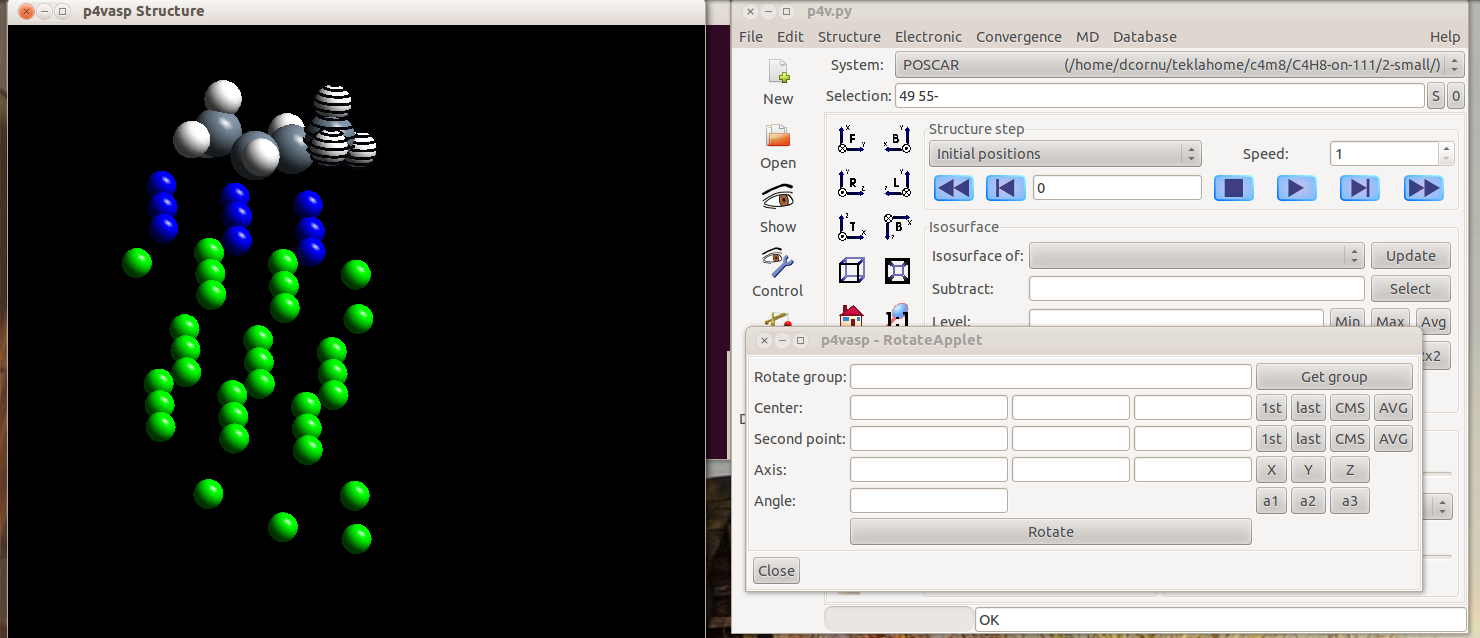 p4vasp Structure
p4v.py
File Edit Structure Electronic Convergence MD Database Help
System: POSCAR (/home/dcornu/teklahome/c4m8/C4H8-on-111/2-small/)
Selection: 49 55- S 0
New
Open
Show
Control
Structure step
Initial positions Speed: 1
0
Isosurface
Isosurface of: Update
Subtract: Select
Level: Min Max Avg
x2
p4vasp - RotateApplet
Rotate group: Get group
Center: 1st last CMS AVG
Second point: 1st last CMS AVG
Axis: X Y Z
Angle: a1 a2 a3
Rotate
Close
OK